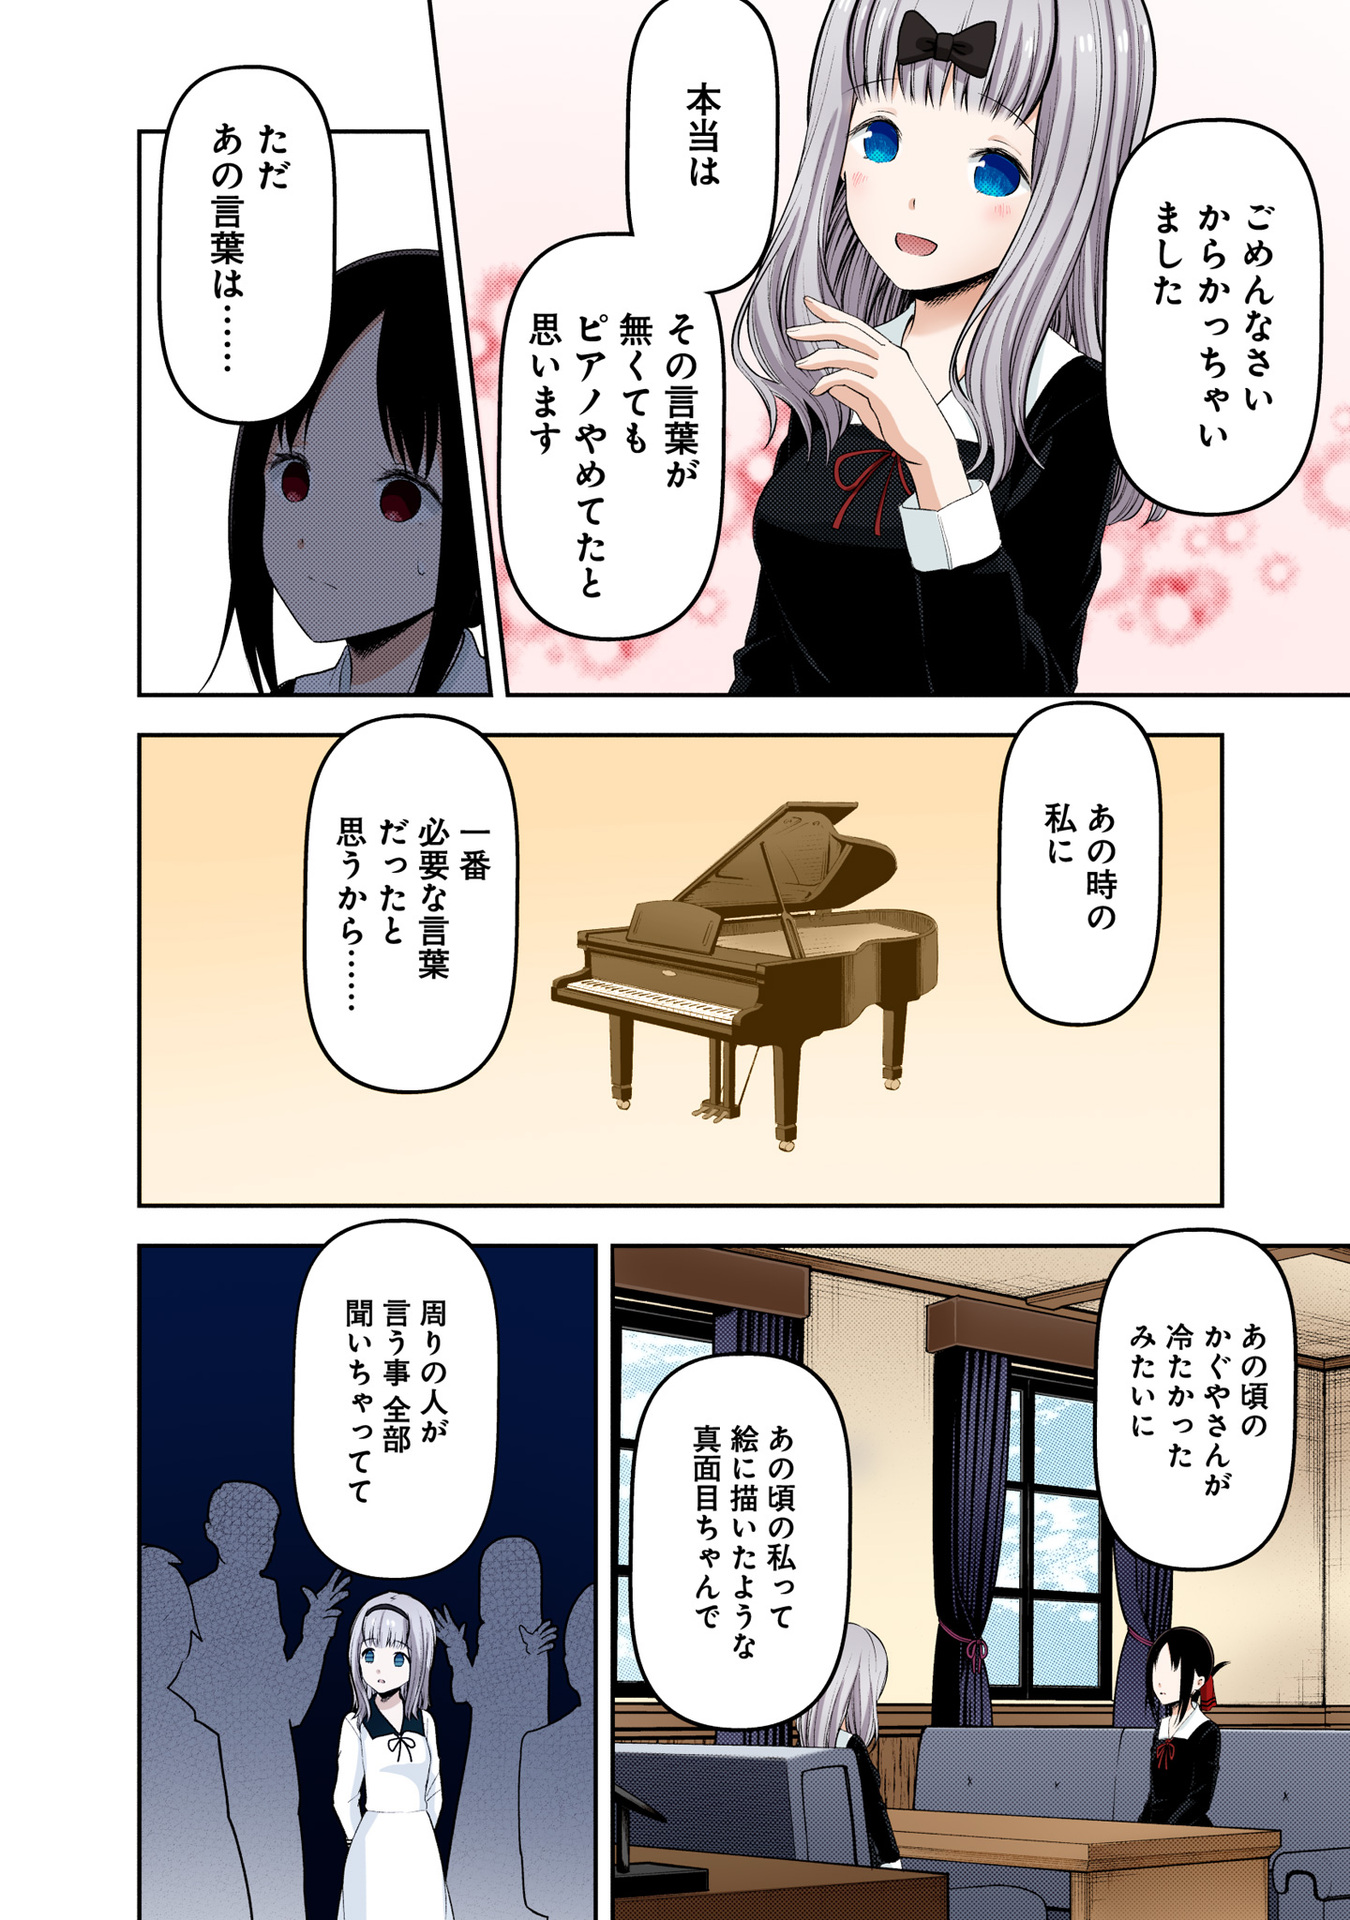 ごめんなさい
からかっちゃい
ました
本当は
その言葉が
無くても
ピアノやめてたと
思います
ただ
あの言葉は……
あの時の
私に
一番
必要な言葉
だったと
思うから……
あの頃の
かぐやさんが
冷たかった
みたいに
あの頃の私って
絵に描いたような
真面目ちゃんで
周りの人が
言う事 全部
聞いちゃってて